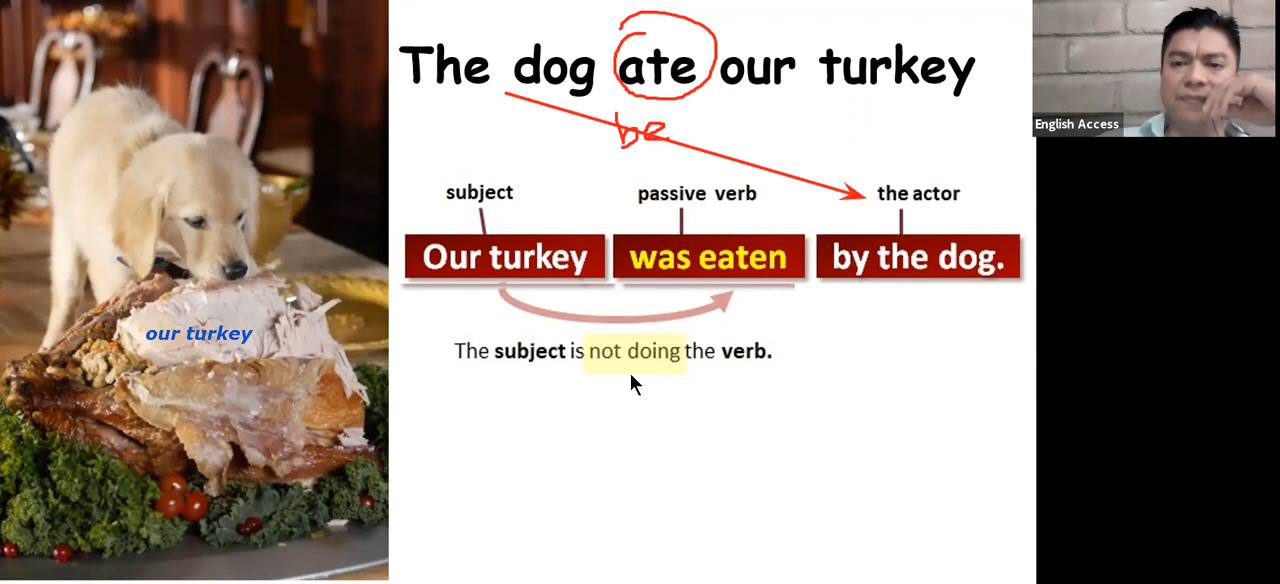 The dog ate our turkey
be
subject
passive verb
the actor
Our turkey
was eaten
by the dog.
The subject is not doing the verb.
our turkey
English Access